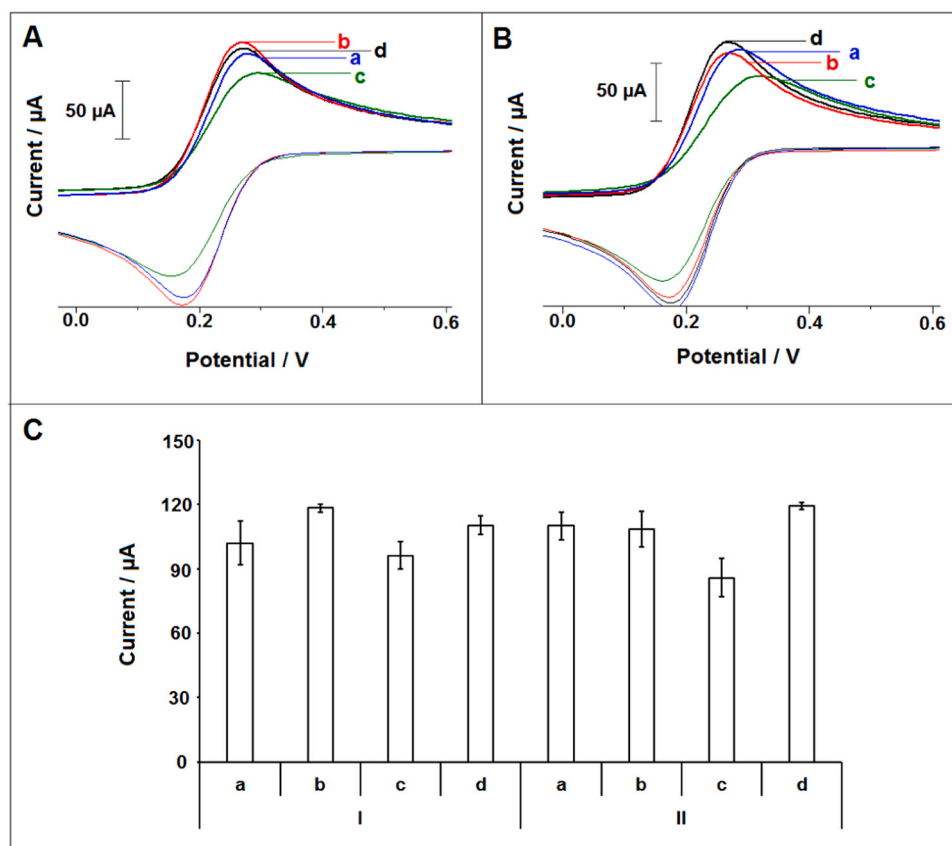 A
b
d
a
c
50 µA
Current / µA
0.0 0.2 0.4 0.6
Potential / V
B
d
a
b
c
50 µA
Current / µA
0.0 0.2 0.4 0.6
Potential / V
C
150
120
90
60
30
0
Current / µA
a b c d a b c d
I II